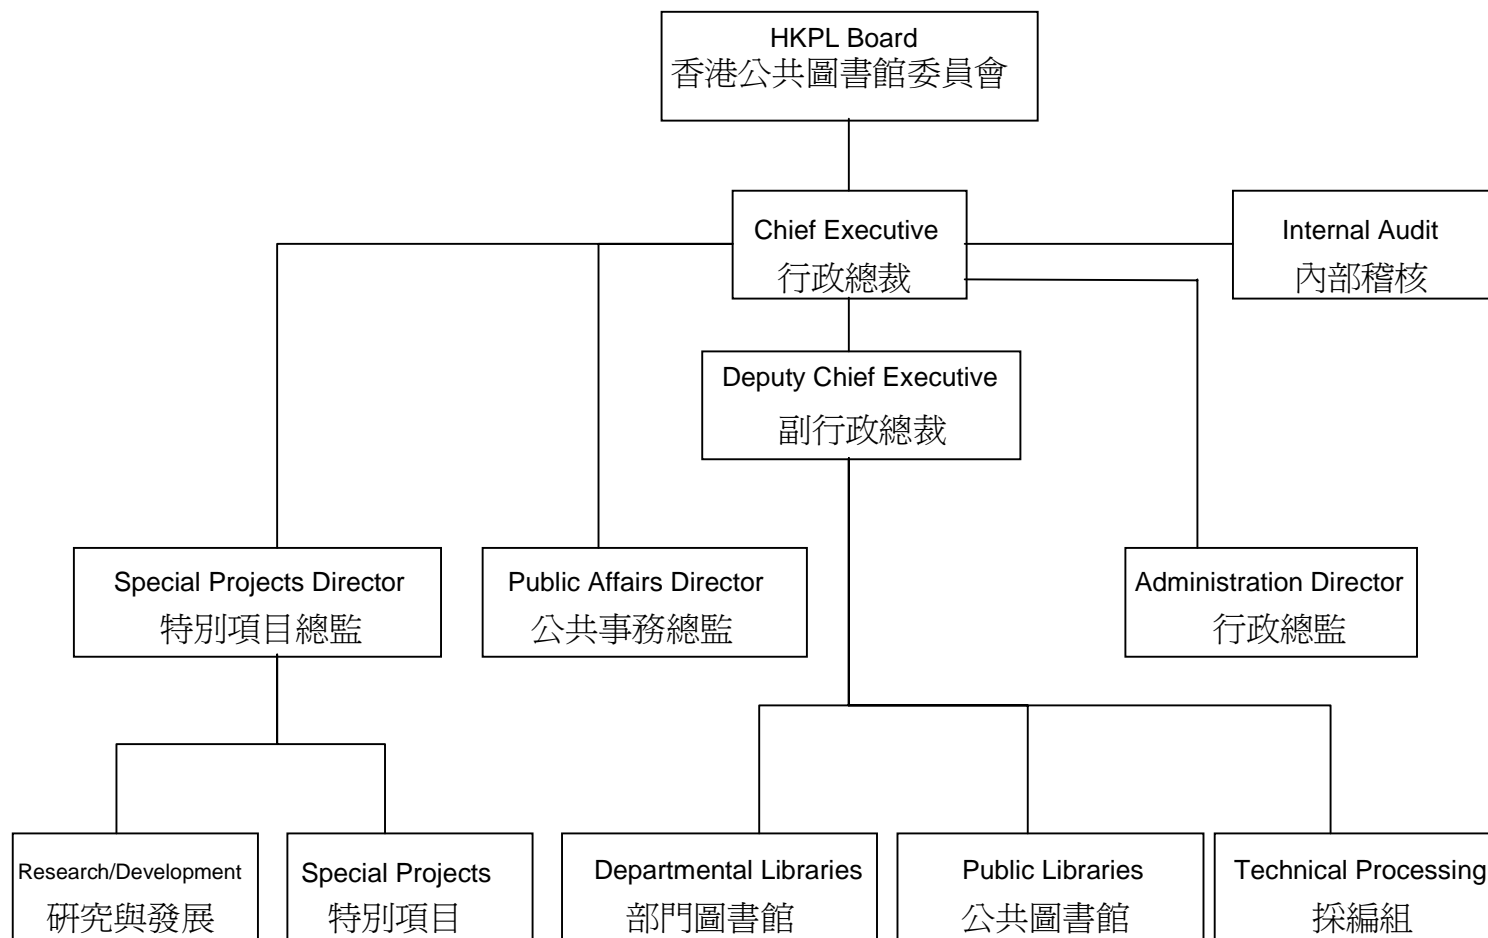 HKPL Board
香港公共圖書館委員會
Chief Executive
行政總裁
Internal Audit
內部稽核
Deputy Chief Executive
副行政總裁
Special Projects Director
特別項目總監
Public Affairs Director
公共事務總監
Administration Director
行政總監
Research/Development
研究與發展
Special Projects
特別項目
Departmental Libraries
部門圖書館
Public Libraries
公共圖書館
Technical Processing
採編組